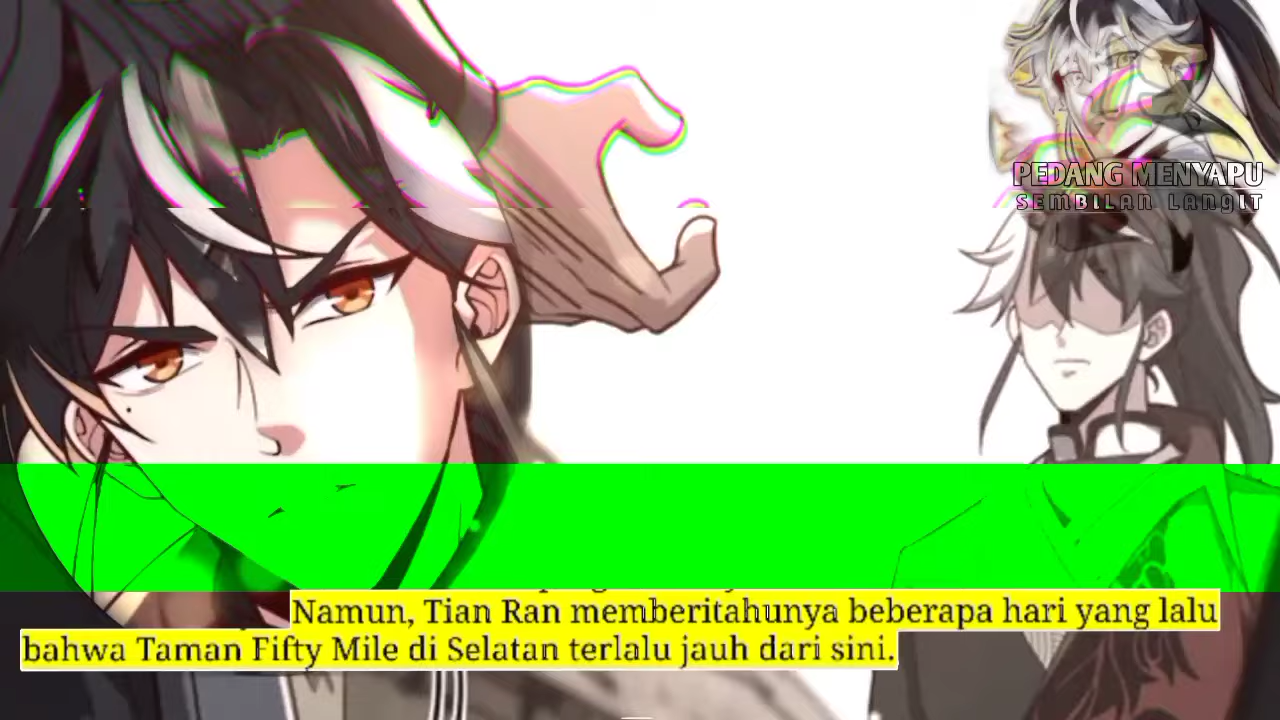 PEDANG MENYAPU
SEMBILAN LANGIT
Namun, Tian Ran memberitahunya beberapa hari yang lalu
bahwa Taman Fifty Mile di Selatan terlalu jauh dari sini.